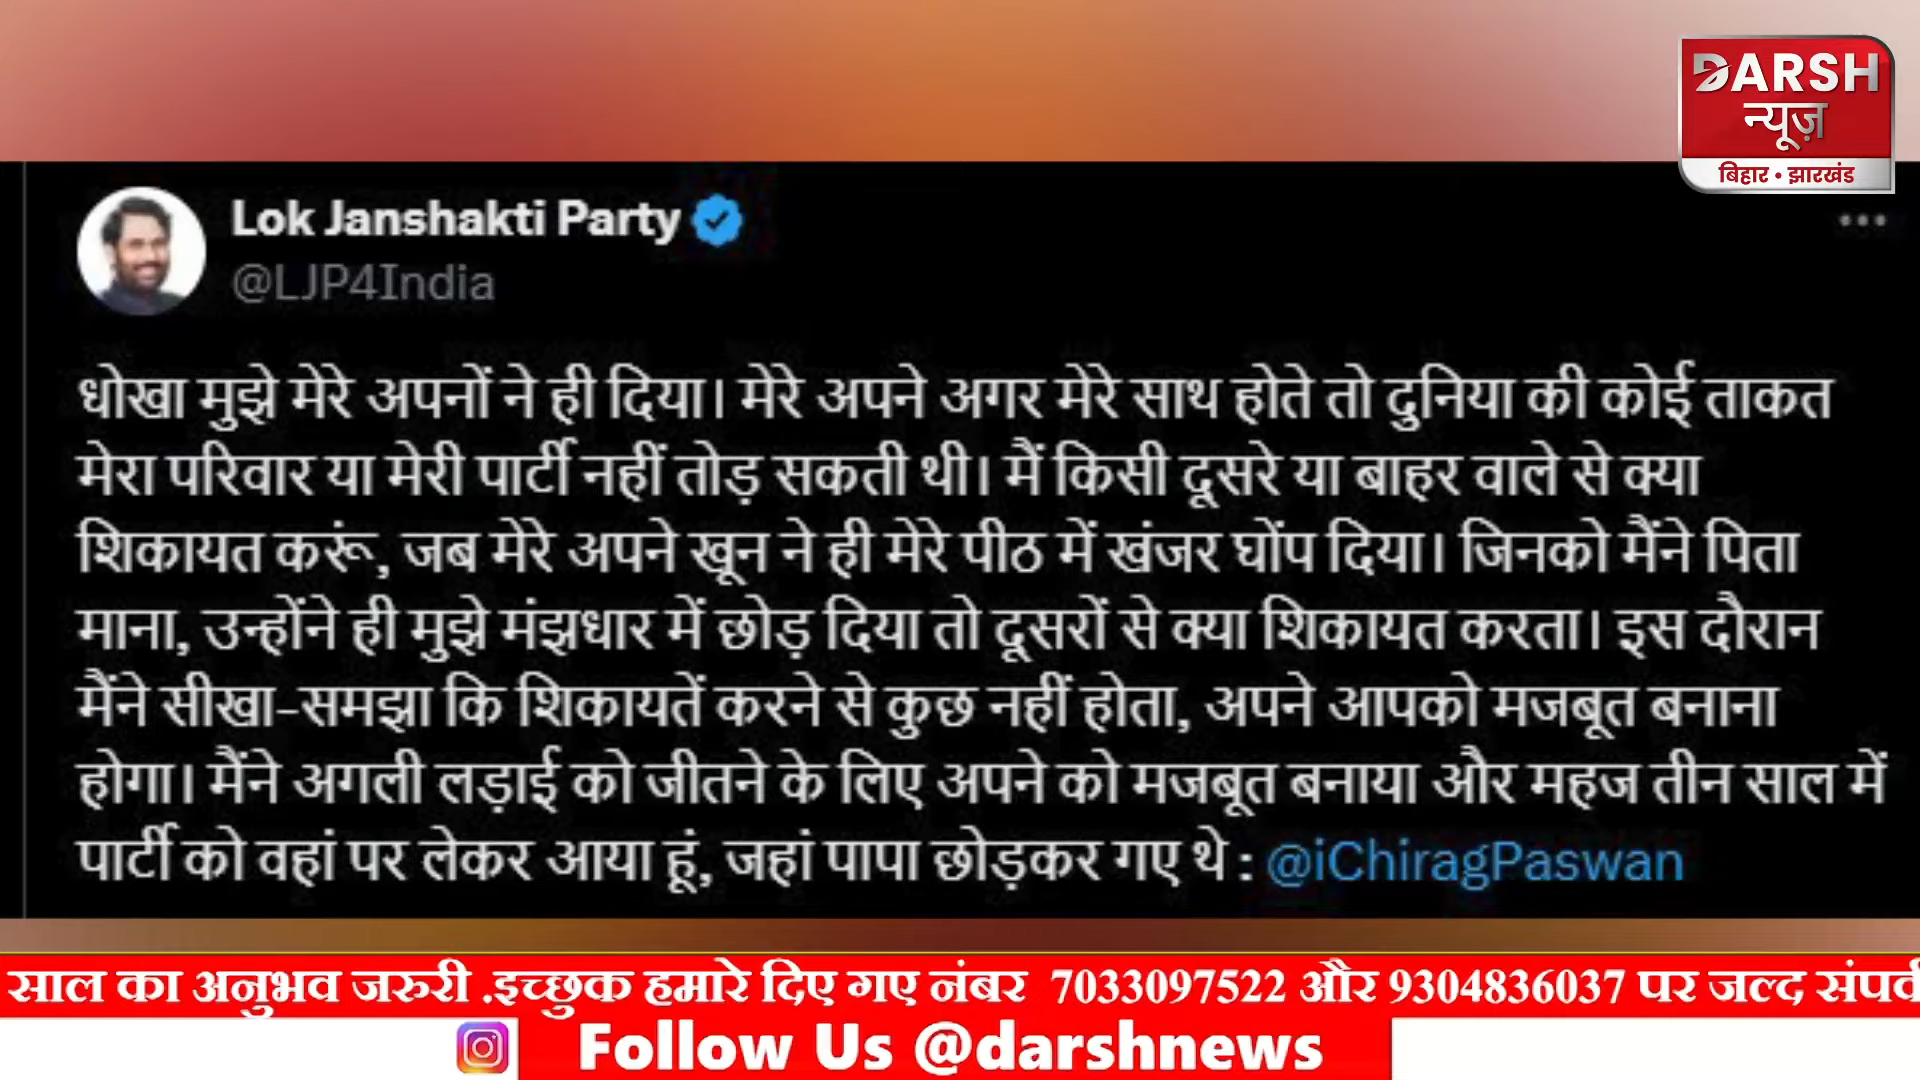 DARSH
न्यूज़
बिहार • झारखंड
Lok Janshakti Party
@LJP4India
धोखा मुझे मेरे अपनों ने ही दिया। मेरे अपने अगर मेरे साथ होते तो दुनिया की कोई ताकत
मेरा परिवार या मेरी पार्टी नहीं तोड़ सकती थी। मैं किसी दूसरे या बाहर वाले से क्या
शिकायत करूं, जब मेरे अपने खून ने ही मेरे पीठ में खंजर घोंप दिया। जिनको मैंने पिता
माना, उन्होंने ही मुझे मंझधार में छोड़ दिया तो दूसरों से क्या शिकायत करता। इस दौरान
मैंने सीखा-समझा कि शिकायतें करने से कुछ नहीं होता, अपने आपको मजबूत बनाना
होगा। मैंने अगली लड़ाई को जीतने के लिए अपने को मजबूत बनाया और महज तीन साल में
पार्टी को वहां पर लेकर आया हूं, जहां पापा छोड़कर गए थे : @iChiragPaswan
साल का अनुभव जरुरी .इच्छुक हमारे दिए गए नंबर 7033097522 और 9304836037 पर जल्द
Follow Us @darshnews